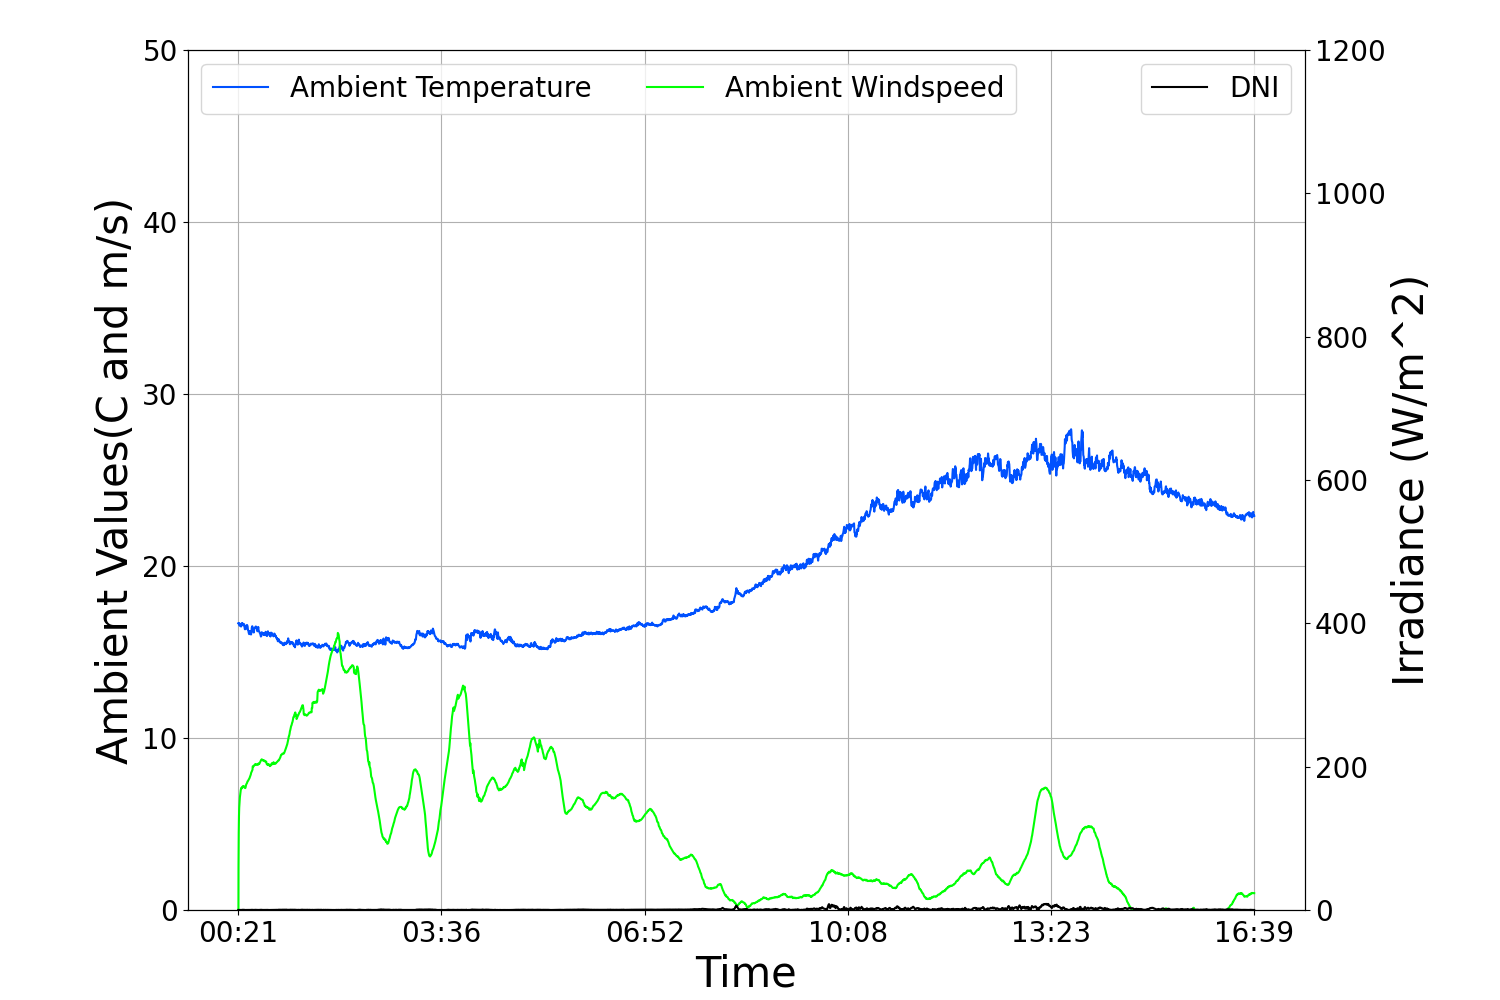 Ambient Temperature
Ambient Windspeed
DNI
Ambient Values(C and m/s)
50
40
30
20
10
0
1200
1000
800
600
400
200
0
Irradiance (W/m^2)
00:21 03:36 06:52 10:08 13:23 16:39
Time